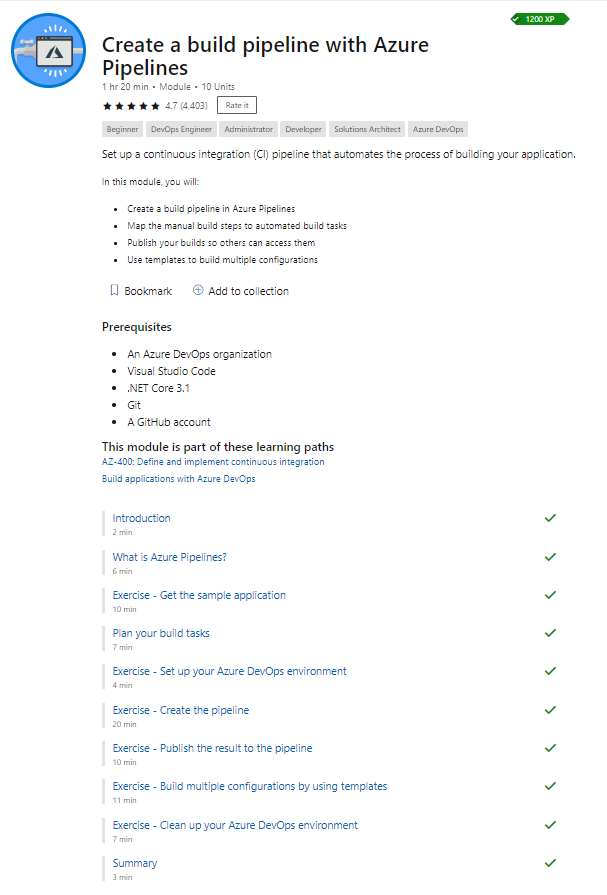 1200 XP
Create a build pipeline with Azure
Pipelines
1 hr 20 min • Module • 10 Units
4.7 (4,403) Rate it
Beginner DevOps Engineer Administrator Developer Solutions Architect Azure DevOps
Set up a continuous integration (CI) pipeline that automates the process of building your application.
In this module, you will:
• Create a build pipeline in Azure Pipelines
• Map the manual build steps to automated build tasks
• Publish your builds so others can access them
• Use templates to build multiple configurations
Bookmark Add to collection
Prerequisites
• An Azure DevOps organization
• Visual Studio Code
• .NET Core 3.1
• Git
• A GitHub account
This module is part of these learning paths
AZ-400: Define and implement continuous integration
Build applications with Azure DevOps
Introduction
2 min
What is Azure Pipelines?
6 min
Exercise - Get the sample application
10 min
Plan your build tasks
7 min
Exercise - Set up your Azure DevOps environment
4 min
Exercise - Create the pipeline
20 min
Exercise - Publish the result to the pipeline
10 min
Exercise - Build multiple configurations by using templates
11 min
Exercise - Clean up your Azure DevOps environment
7 min
Summary
3 min